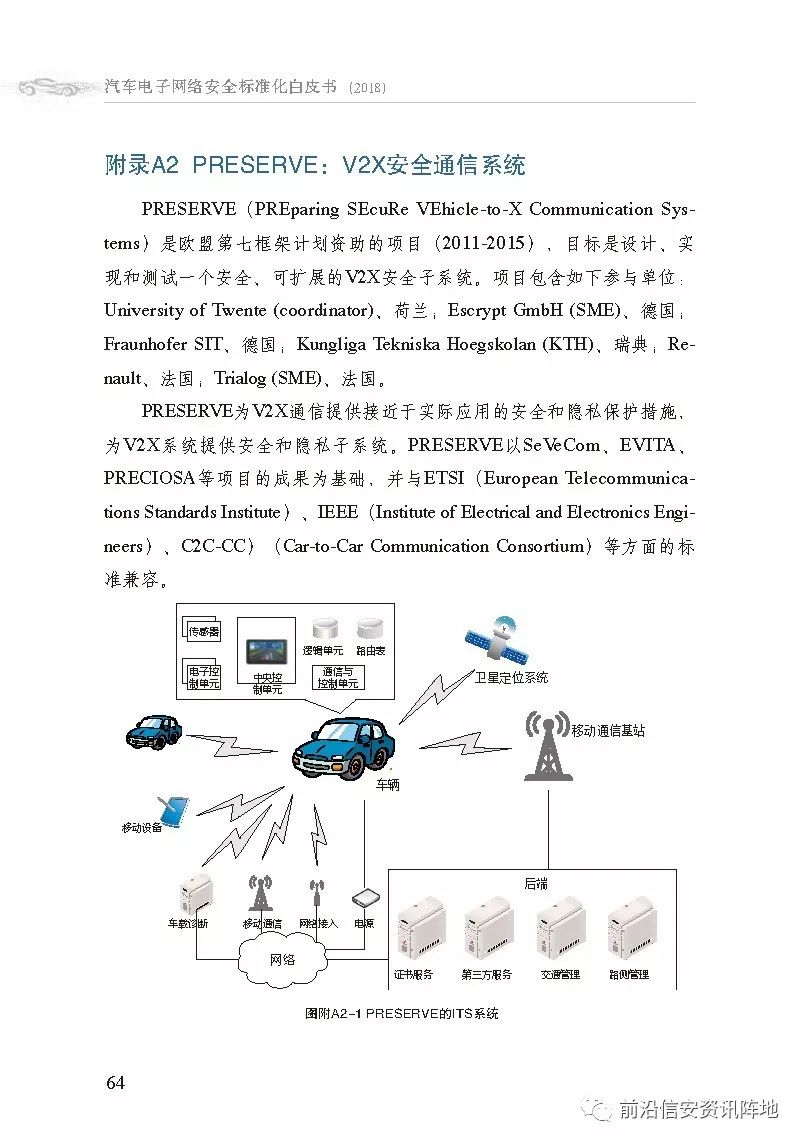 汽车电子网络安全标准化白皮书 (2018)
附录A2 PRESERVE：V2X安全通信系统
PRESERVE（PREparing SEcuRe VEhicle-to-X Communication Sys-
tems）是欧盟第七框架计划资助的项目（2011-2015），目标是设计、实
现和测试一个安全、可扩展的V2X安全子系统。项目包含如下参与单位：
University of Twente (coordinator)、荷兰；Escrypt GmbH (SME)、德国；
Fraunhofer SIT、德国；Kungliga Tekniska Hoegskolan (KTH)、瑞典；Re-
nault、法国；Trialog (SME)、法国。
PRESERVE为V2X通信提供接近于实际应用的安全和隐私保护措施，
为V2X系统提供安全和隐私子系统。PRESERVE以SeVeCom、EVITA、
PRECIOSA等项目的成果为基础，并与ETSI（European Telecommunica-
tions Standards Institute）、IEEE（Institute of Electrical and Electronics Engi-
neers）、C2C-CC）（Car-to-Car Communication Consortium）等方面的标
准兼容。
传感器
逻辑单元 路由表
电子控
制单元
中央控
制单元
通信与
控制单元
卫星定位系统
移动通信基站
车辆
移动设备
后端
车载诊断 移动通信 网络接入 电源
网络
证书服务 第三方服务 交通管理 路侧管理
图附A2-1 PRESERVE的ITS系统
64
前沿信安资讯阵地